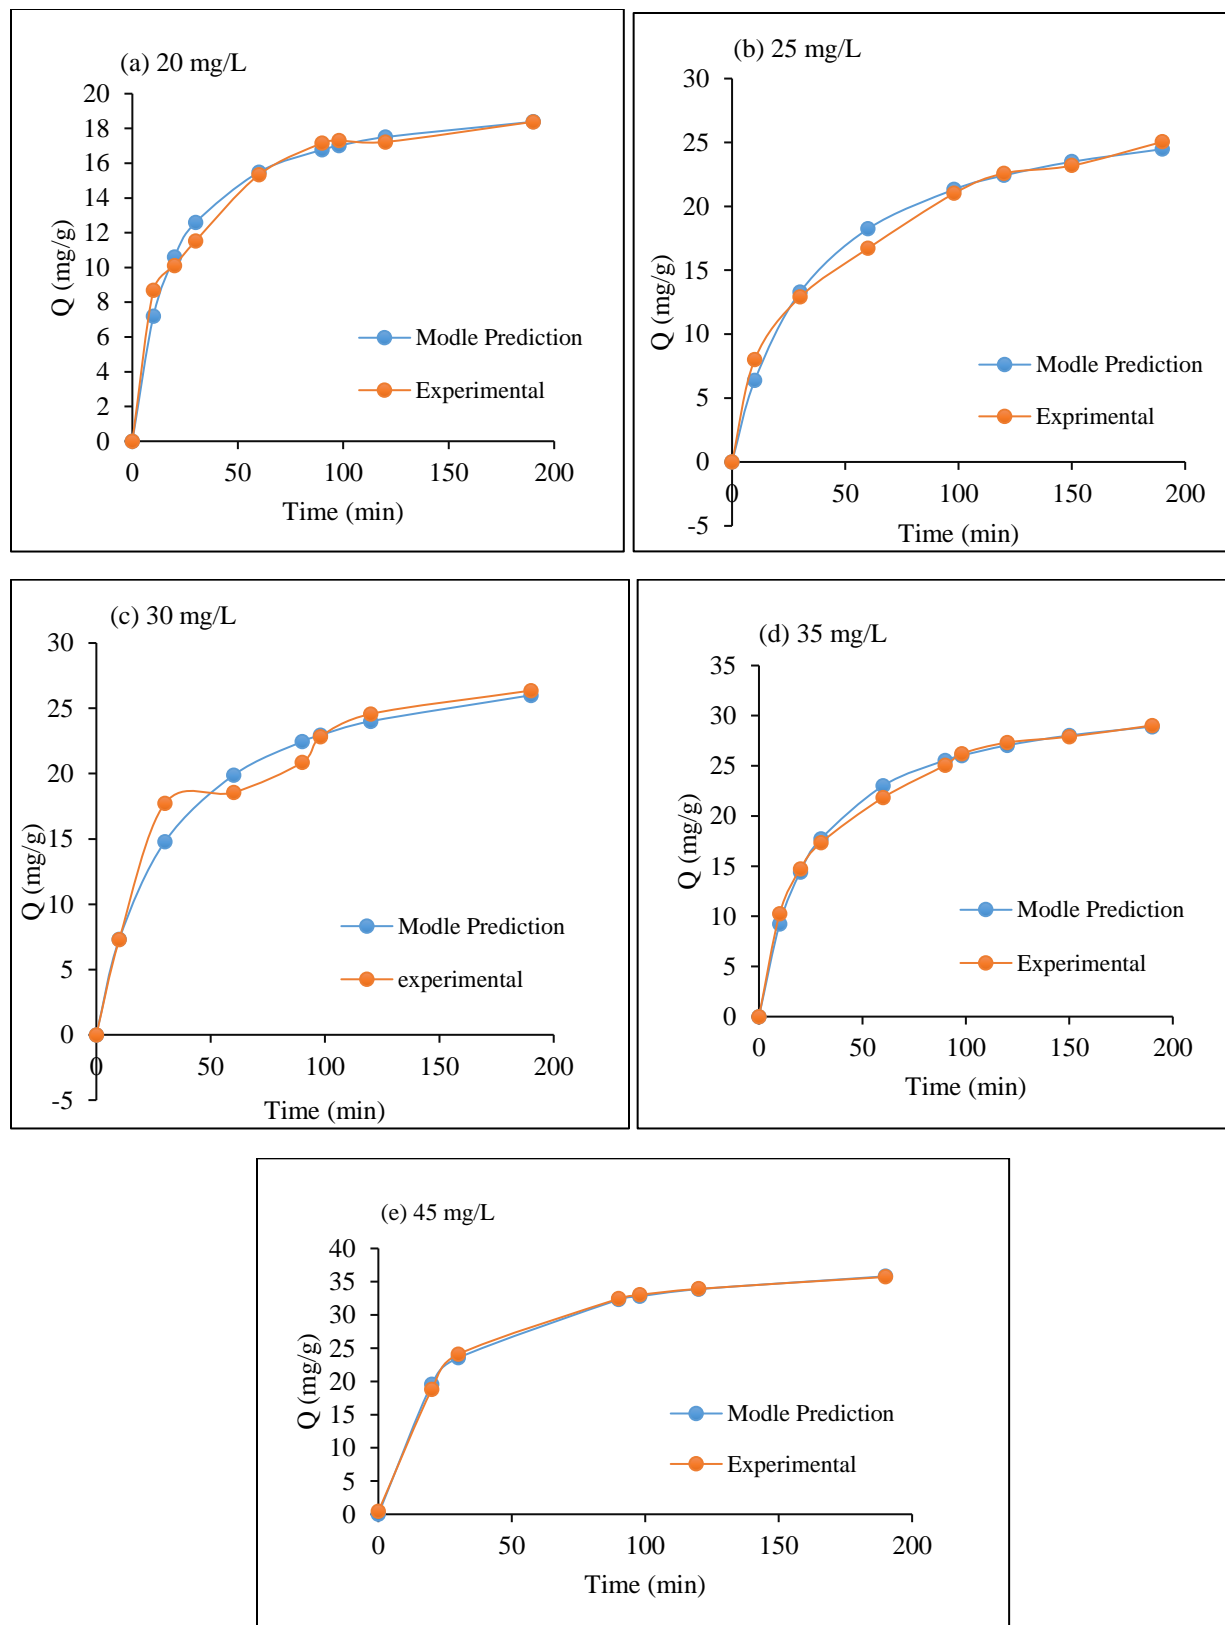 (a) 20 mg/L
20
18
16
14
12
10
8
6
4
2
0
Q (mg/g)
Modle Prediction
Experimental
0 50 100 150 200
Time (min)
(b) 25 mg/L
30
25
20
15
10
5
0
-5
Q (mg/g)
Modle Prediction
Exprimental
0 50 100 150 200
Time (min)
(c) 30 mg/L
30
25
20
15
10
5
0
-5
Q (mg/g)
Modle Prediction
experimental
0 50 100 150 200
Time (min)
(d) 35 mg/L
35
30
25
20
15
10
5
0
Q (mg/g)
Modle Prediction
Experimental
0 50 100 150 200
Time (min)
(e) 45 mg/L
40
35
30
25
20
15
10
5
0
Q (mg/g)
Modle Prediction
Experimental
0 50 100 150 200
Time (min)